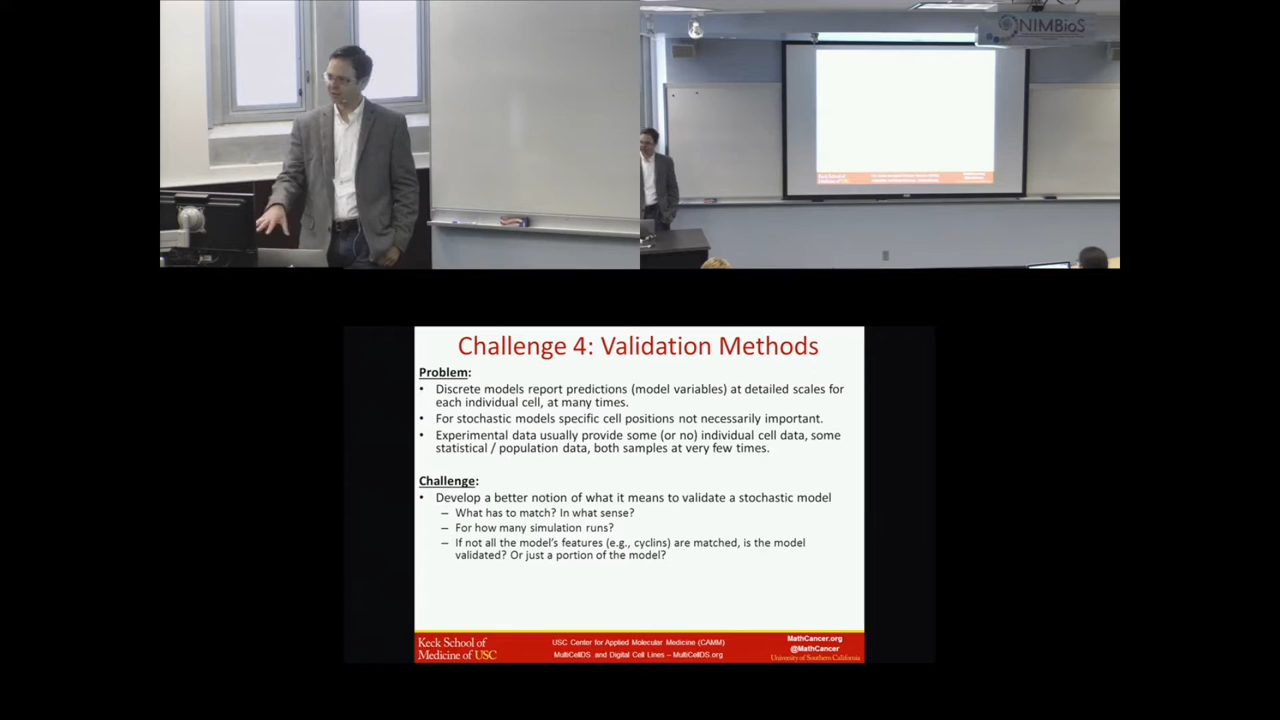 NIMBioS
Challenge 4: Validation Methods
Problem:
• Discrete models report predictions (model variables) at detailed scales for
each individual cell, at many times.
• For stochastic models specific cell positions not necessarily important.
• Experimental data usually provide some (or no) individual cell data, some
statistical / population data, both samples at very few times.
Challenge:
• Develop a better notion of what it means to validate a stochastic model
– What has to match? In what sense?
– For how many simulation runs?
– If not all the model's features (e.g., cyclins) are matched, is the model
validated? Or just a portion of the model?
Keck School of
Medicine of USC
USC Center for Applied Molecular Medicine (CAMM)
MultiCellDS and Digital Cell Lines – MultiCellDS.org
MathCancer.org
@MathCancer
University of Southern California